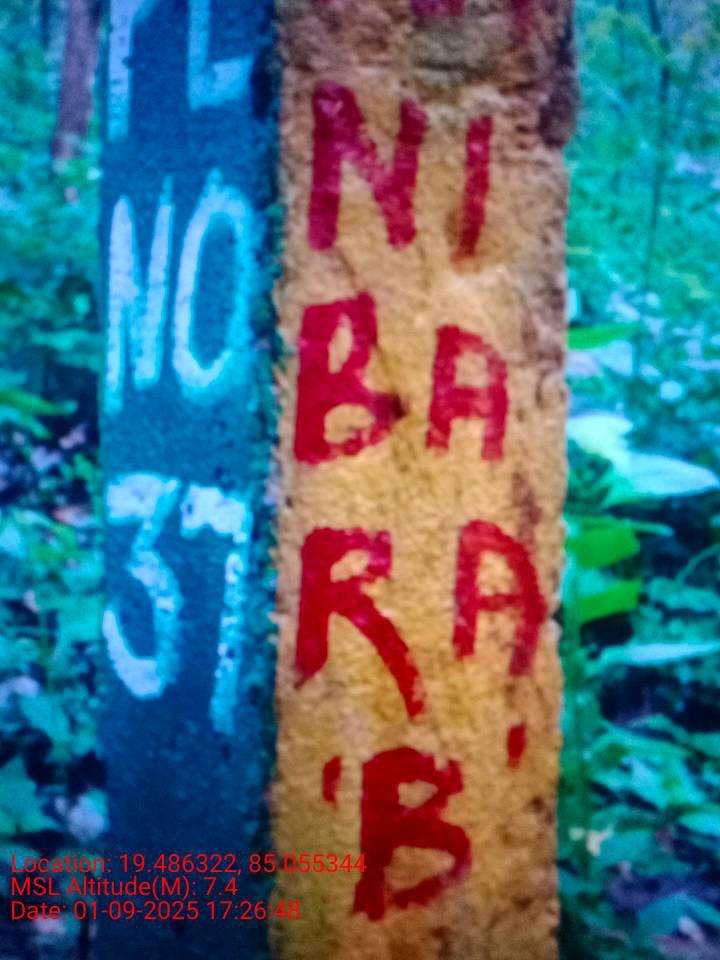 PL
NO
37
NI
BA
RA
'B'
Location: 19.486322, 85.055344
MSL Altitude(M): 7.4
Date: 01-09-2025 17:26:48